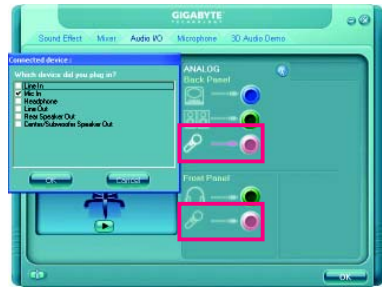 GIGABYTE
TECHNOLOGY
Sound Effect Mixer Audio I/O Microphone 3D Audio Demo
Connected device :
Which device did you plug in?
Line In
Mic In
Headphone
Line Out
Rear Speaker Out
Center/Subwoofer Speaker Out
OK Cancel
ANALOG
Back Panel
Front Panel
OK